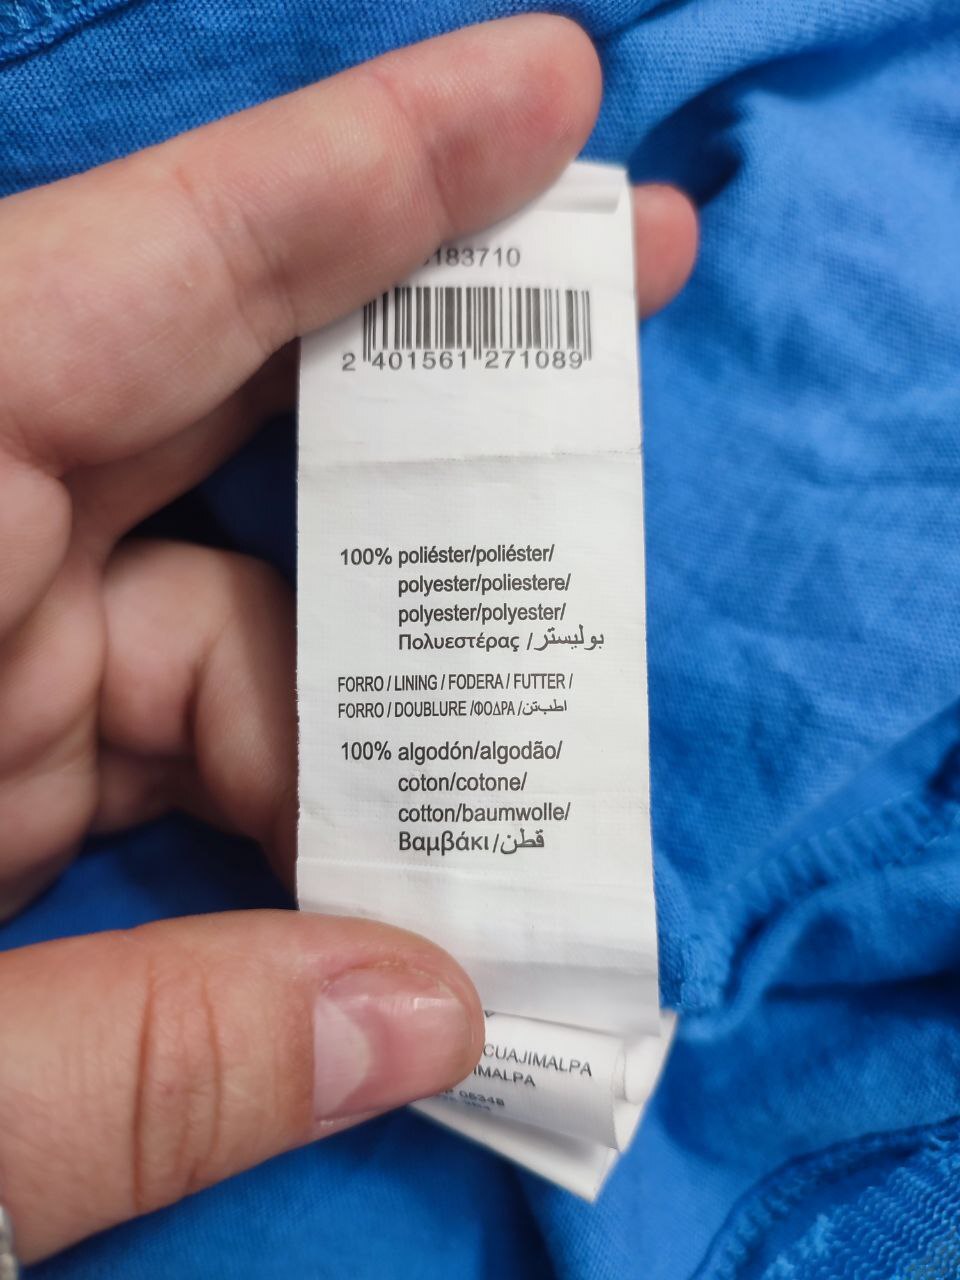 183710
2 401561 271089
100% poliéster/poliéster/
polyester/poliestere/
polyester/polyester/
Πολυεστέρας /بوليستر
FORRO / LINING / FODERA / FUTTER /
FORRO / DOUBLURE /ΦΟΔΡΑ /اطبتن
100% algodón/algodão/
coton/cotone/
cotton/baumwolle/
Βαμβάκι/قطن
CUAJIMALPA
IMALPA